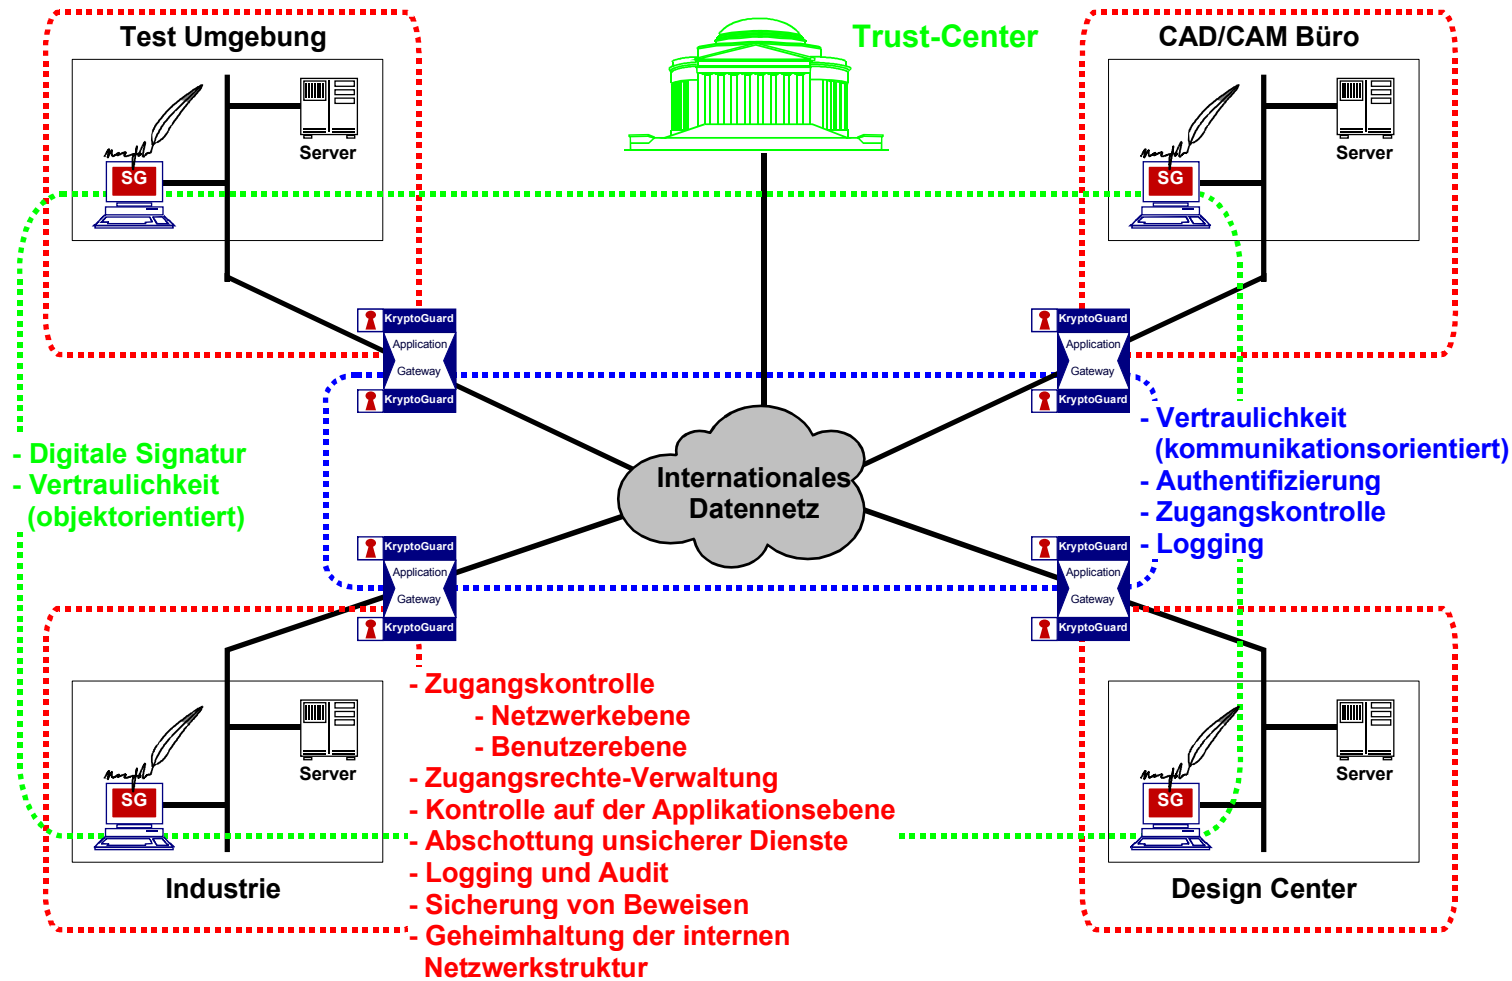 Test Umgebung
Trust-Center
CAD/CAM Büro
Server
SG
Server
SG
KryptoGuard
Application
Gateway
KryptoGuard
KryptoGuard
Application
Gateway
KryptoGuard
- Digitale Signatur
- Vertraulichkeit
(objektorientiert)
Internationales
Datennetz
- Vertraulichkeit
(kommunikationsorientiert)
- Authentifizierung
- Zugangskontrolle
- Logging
KryptoGuard
Application
Gateway
KryptoGuard
KryptoGuard
Application
Gateway
KryptoGuard
Server
SG
Industrie
- Zugangskontrolle
- Netzwerkebene
- Benutzerebene
- Zugangsrechte-Verwaltung
- Kontrolle auf der Applikationsebene
- Abschottung unsicherer Dienste
- Logging und Audit
- Sicherung von Beweisen
- Geheimhaltung der internen
Netzwerkstruktur
Server
SG
Design Center